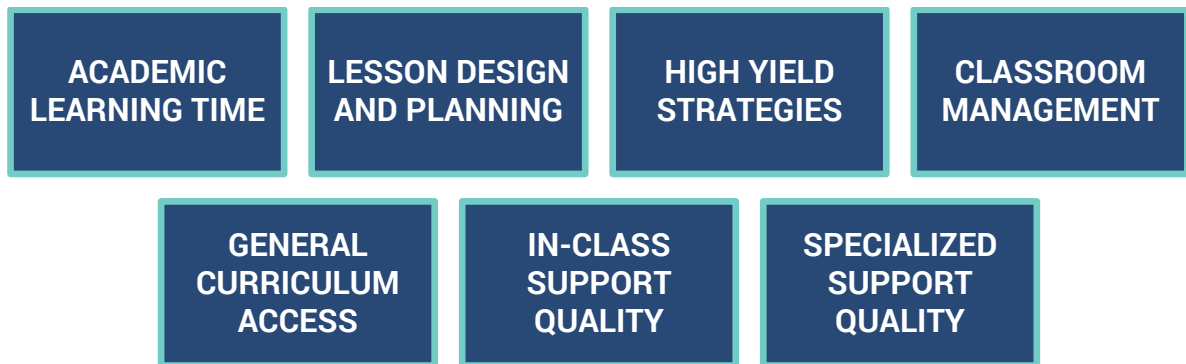 ACADEMIC
LEARNING TIME
LESSON DESIGN
AND PLANNING
HIGH YIELD
STRATEGIES
CLASSROOM
MANAGEMENT
GENERAL
CURRICULUM
ACCESS
IN-CLASS
SUPPORT
QUALITY
SPECIALIZED
SUPPORT
QUALITY